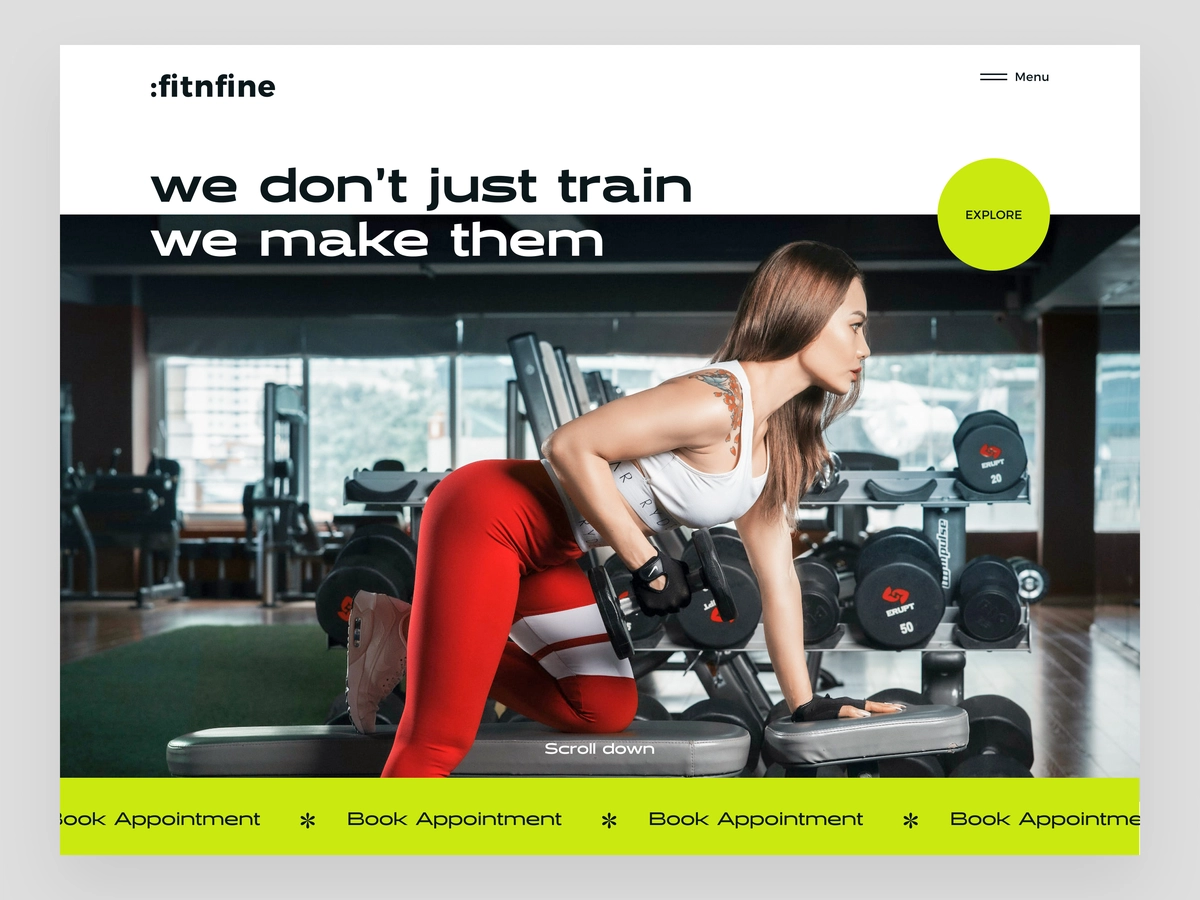 :fitnfine
Menu
we don't just train
we make them
EXPLORE
ERUPT
20
ERUPT
50
Scroll down
Book Appointment * Book Appointment * Book Appointment * Book Appointme